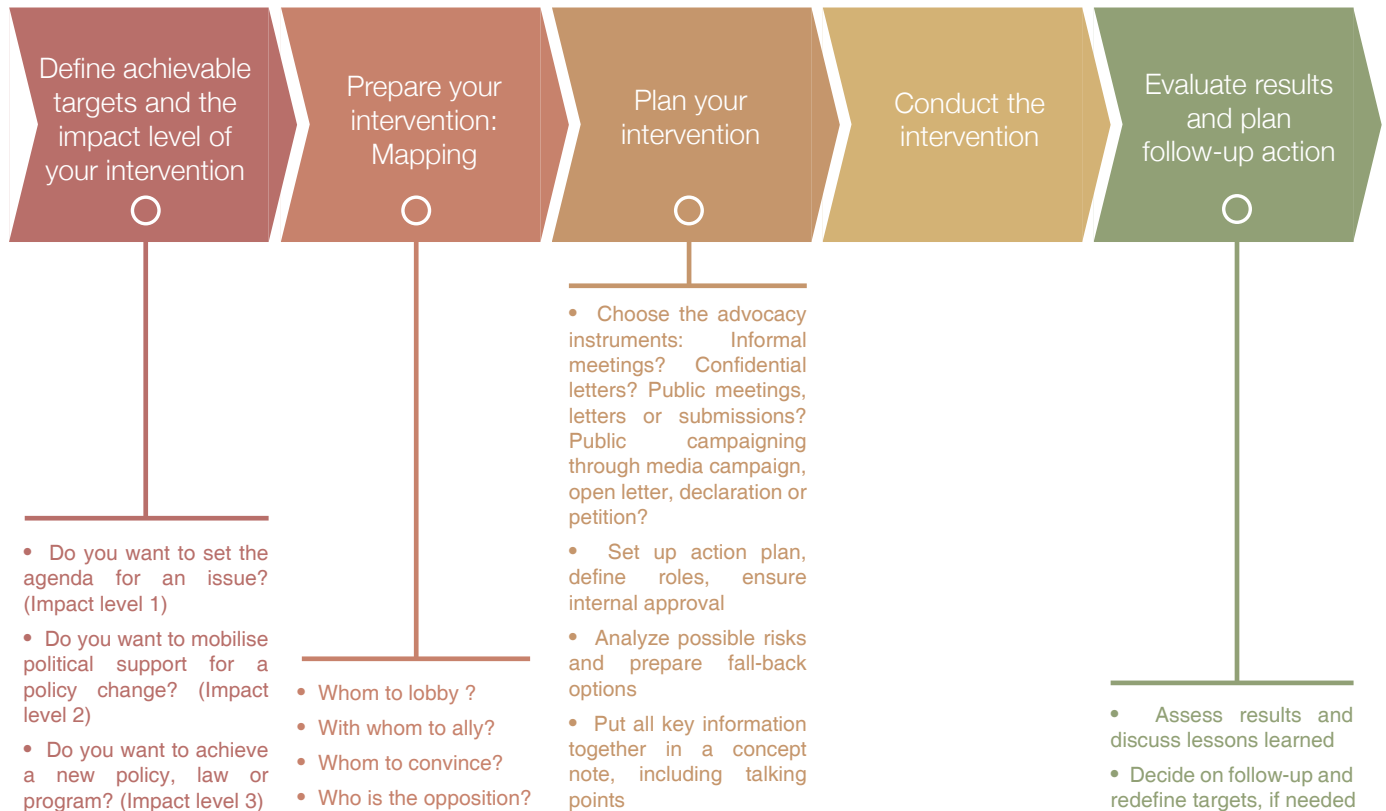 Define achievable
targets and the
impact level of
your intervention
Prepare your
intervention:
Mapping
Plan your
intervention
Conduct the
intervention
Evaluate results
and plan
follow-up action
• Do you want to set the
agenda for an issue?
(Impact level 1)
• Do you want to mobilise
political support for a
policy change? (Impact
level 2)
• Do you want to achieve
a new policy, law or
program? (Impact level 3)
• Whom to lobby ?
• With whom to ally?
• Whom to convince?
• Who is the opposition?
• Choose the advocacy
instruments: Informal
meetings? Confidential
letters? Public meetings,
letters or submissions?
Public campaigning
through media campaign,
open letter, declaration or
petition?
• Set up action plan,
define roles, ensure
internal approval
• Analyze possible risks
and prepare fall-back
options
• Put all key information
together in a concept
note, including talking
points
• Assess results and
discuss lessons learned
• Decide on follow-up and
redefine targets, if needed